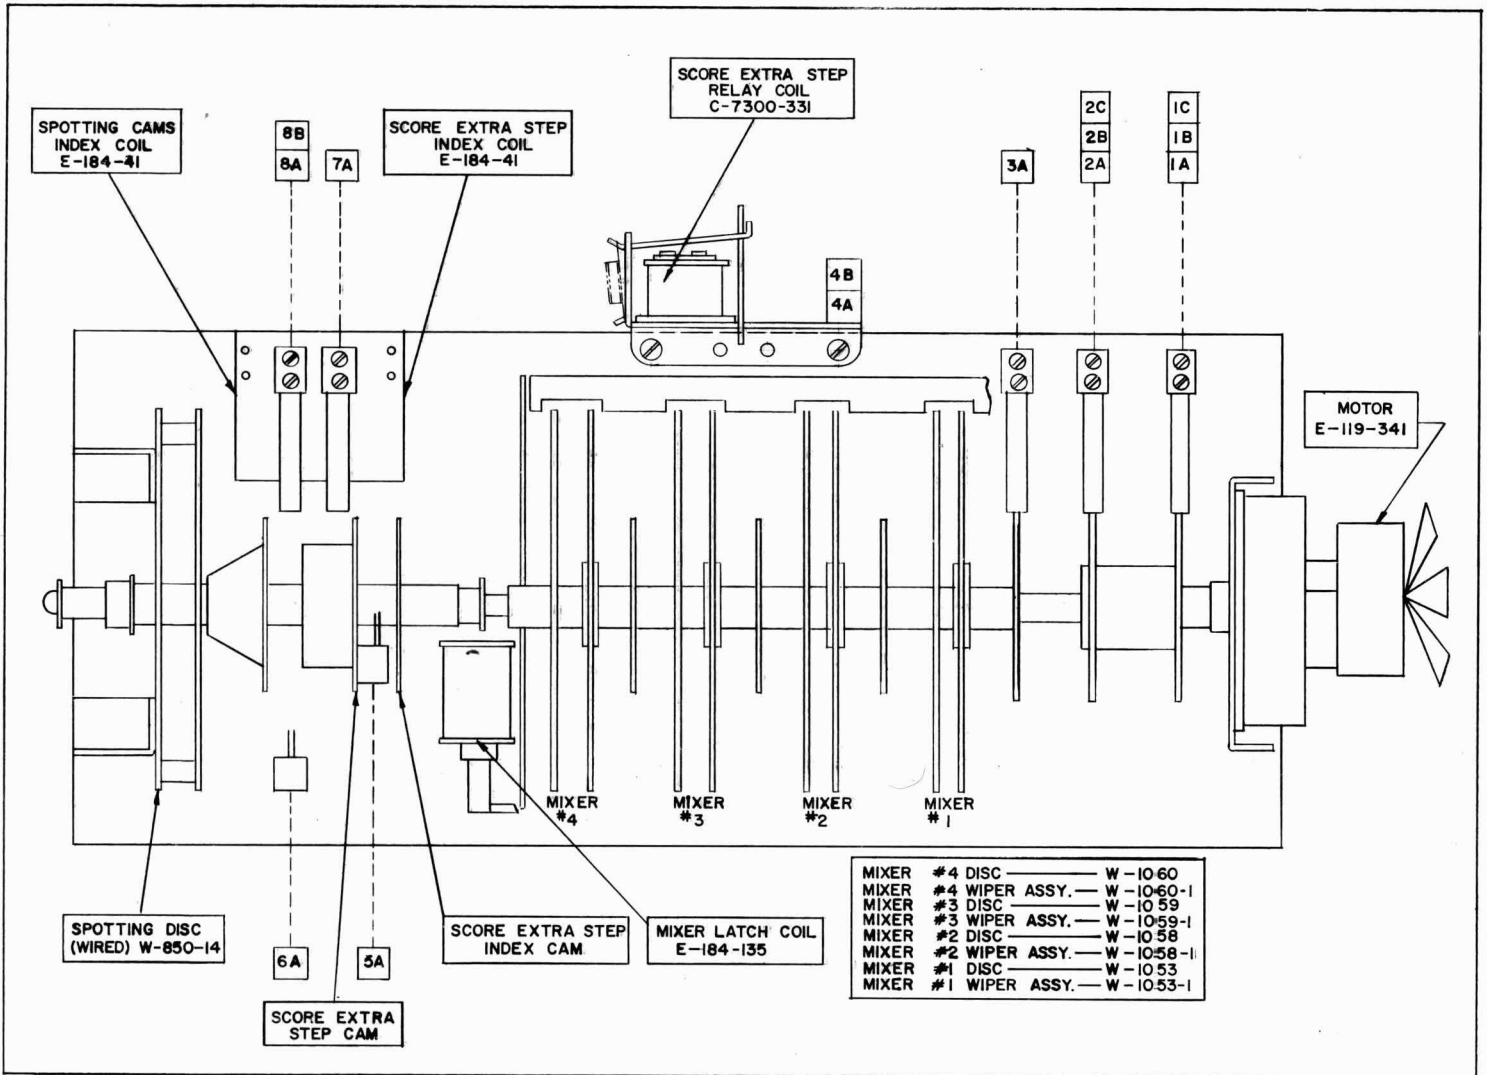 SCORE EXTRA STEP
RELAY COIL
C-7300-331
SPOTTING CAMS
INDEX COIL
E-184-41
8B
8A
7A
SCORE EXTRA STEP
INDEX COIL
E-184-41
3A
2C
2B
2A
1C
1B
1A
4B
4A
MOTOR
E-119-341
MIXER
#4
MIXER
#3
MIXER
#2
MIXER
#1
SPOTTING DISC
(WIRED) W-850-14
6A
5A
SCORE EXTRA STEP
INDEX CAM
MIXER LATCH COIL
E-184-135
SCORE EXTRA
STEP CAM
MIXER #4 DISC — W-1060
MIXER #4 WIPER ASSY. — W-1060-1
MIXER #3 DISC — W-1059
MIXER #3 WIPER ASSY. — W-1059-1
MIXER #2 DISC — W-1058
MIXER #2 WIPER ASSY. — W-1058-1
MIXER #1 DISC — W-1053
MIXER #1 WIPER ASSY. — W-1053-1